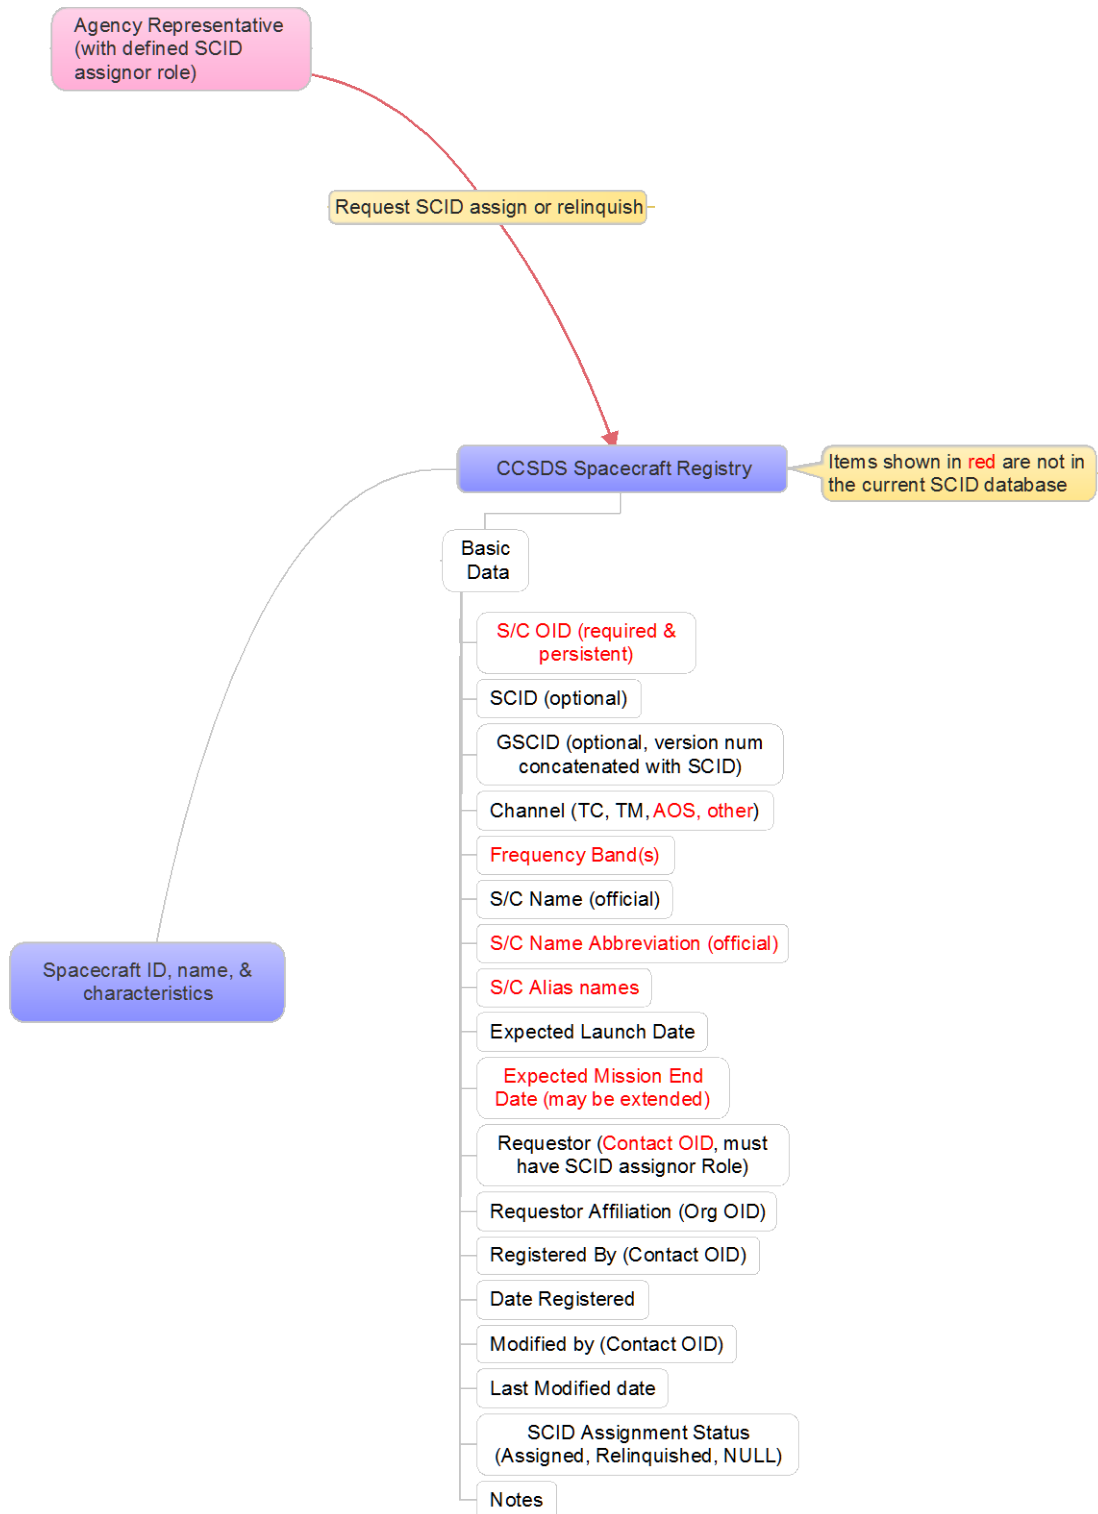 Agency Representative
(with defined SCID
assignor role)
Request SCID assign or relinquish
CCSDS Spacecraft Registry
Items shown in red are not in
the current SCID database
Basic
Data
S/C OID (required &
persistent)
SCID (optional)
GSCID (optional, version num
concatenated with SCID)
Channel (TC, TM, AOS, other)
Frequency Band(s)
S/C Name (official)
S/C Name Abbreviation (official)
Spacecraft ID, name, &
characteristics
S/C Alias names
Expected Launch Date
Expected Mission End
Date (may be extended)
Requestor (Contact OID, must
have SCID assignor Role)
Requestor Affiliation (Org OID)
Registered By (Contact OID)
Date Registered
Modified by (Contact OID)
Last Modified date
SCID Assignment Status
(Assigned, Relinquished, NULL)
Notes